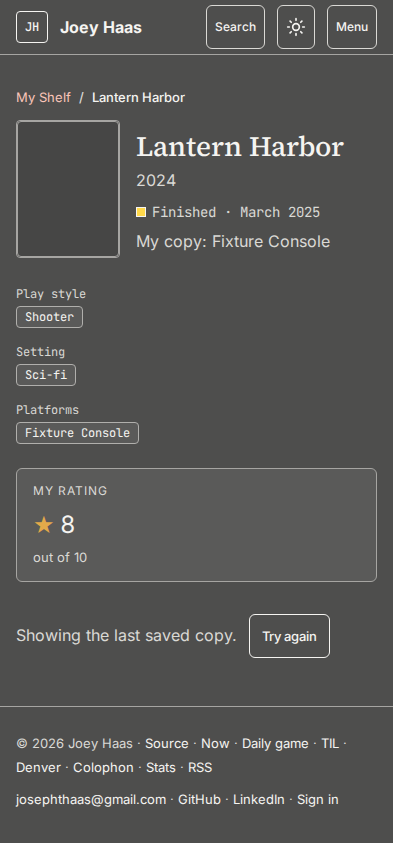 JH Joey Haas Search Menu
My Shelf / Lantern Harbor
Lantern Harbor
2024
Finished · March 2025
My copy: Fixture Console
Play style
Shooter
Setting
Sci-fi
Platforms
Fixture Console
MY RATING
★ 8
out of 10
Showing the last saved copy. Try again
© 2026 Joey Haas · Source · Now · Daily game · TIL ·
Denver · Colophon · Stats · RSS
josephthaas@gmail.com · GitHub · LinkedIn · Sign in